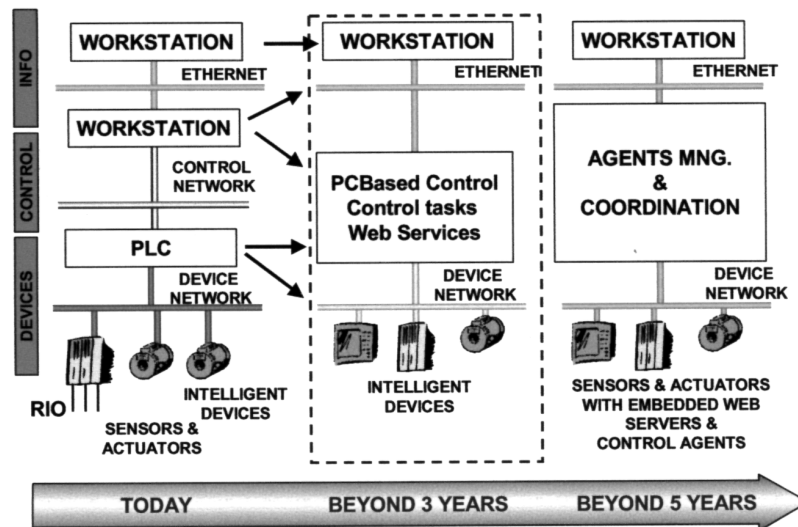 INFO
CONTROL
DEVICES
WORKSTATION
ETHERNET
WORKSTATION
CONTROL
NETWORK
PLC
DEVICE
NETWORK
RIO
SENSORS &
ACTUATORS
INTELLIGENT
DEVICES
WORKSTATION
ETHERNET
PCBased Control
Control tasks
Web Services
DEVICE
NETWORK
INTELLIGENT
DEVICES
WORKSTATION
ETHERNET
AGENTS MNG.
&
COORDINATION
DEVICE
NETWORK
SENSORS & ACTUATORS
WITH EMBEDDED WEB
SERVERS &
CONTROL AGENTS
TODAY
BEYOND 3 YEARS
BEYOND 5 YEARS